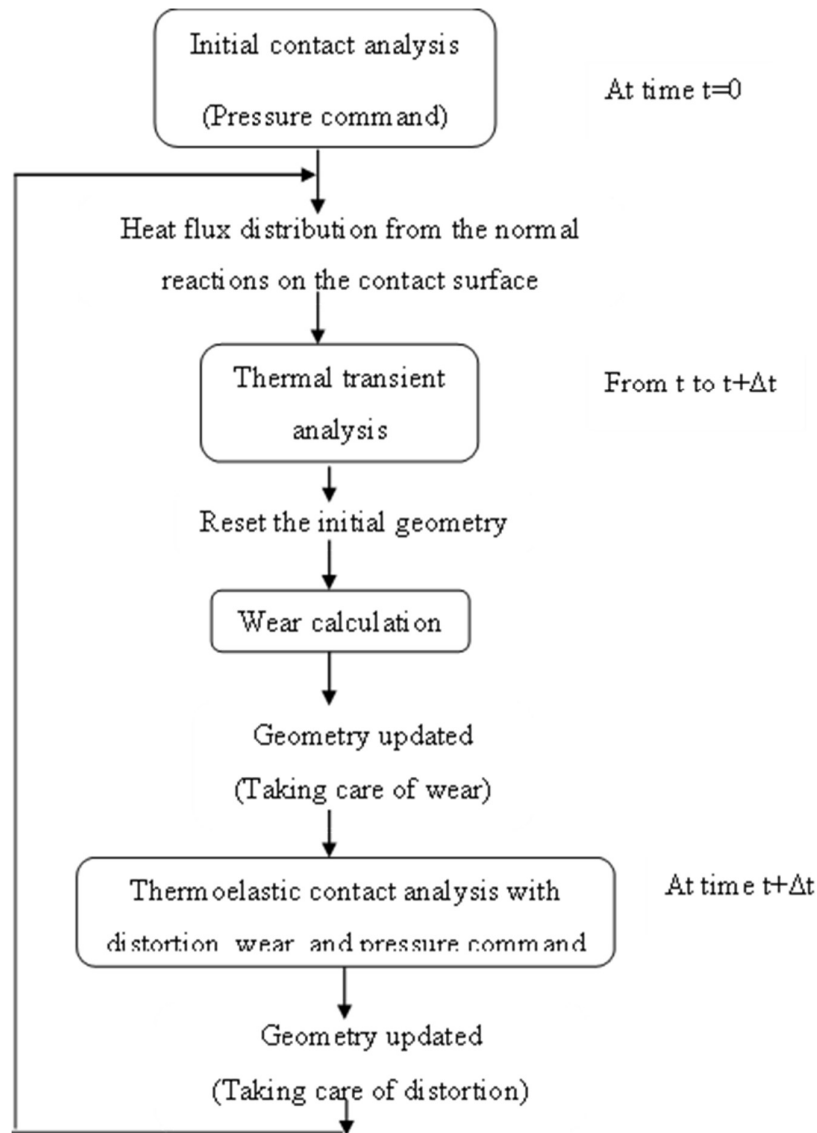 Initial contact analysis
(Pressure command)
At time t=0
Heat flux distribution from the normal
reactions on the contact surface
Thermal transient
analysis
From t to t+Δt
Reset the initial geometry
Wear calculation
Geometry updated
(Taking care of wear)
Thermoelastic contact analysis with
distortion wear and pressure command
At time t+Δt
Geometry updated
(Taking care of distortion)